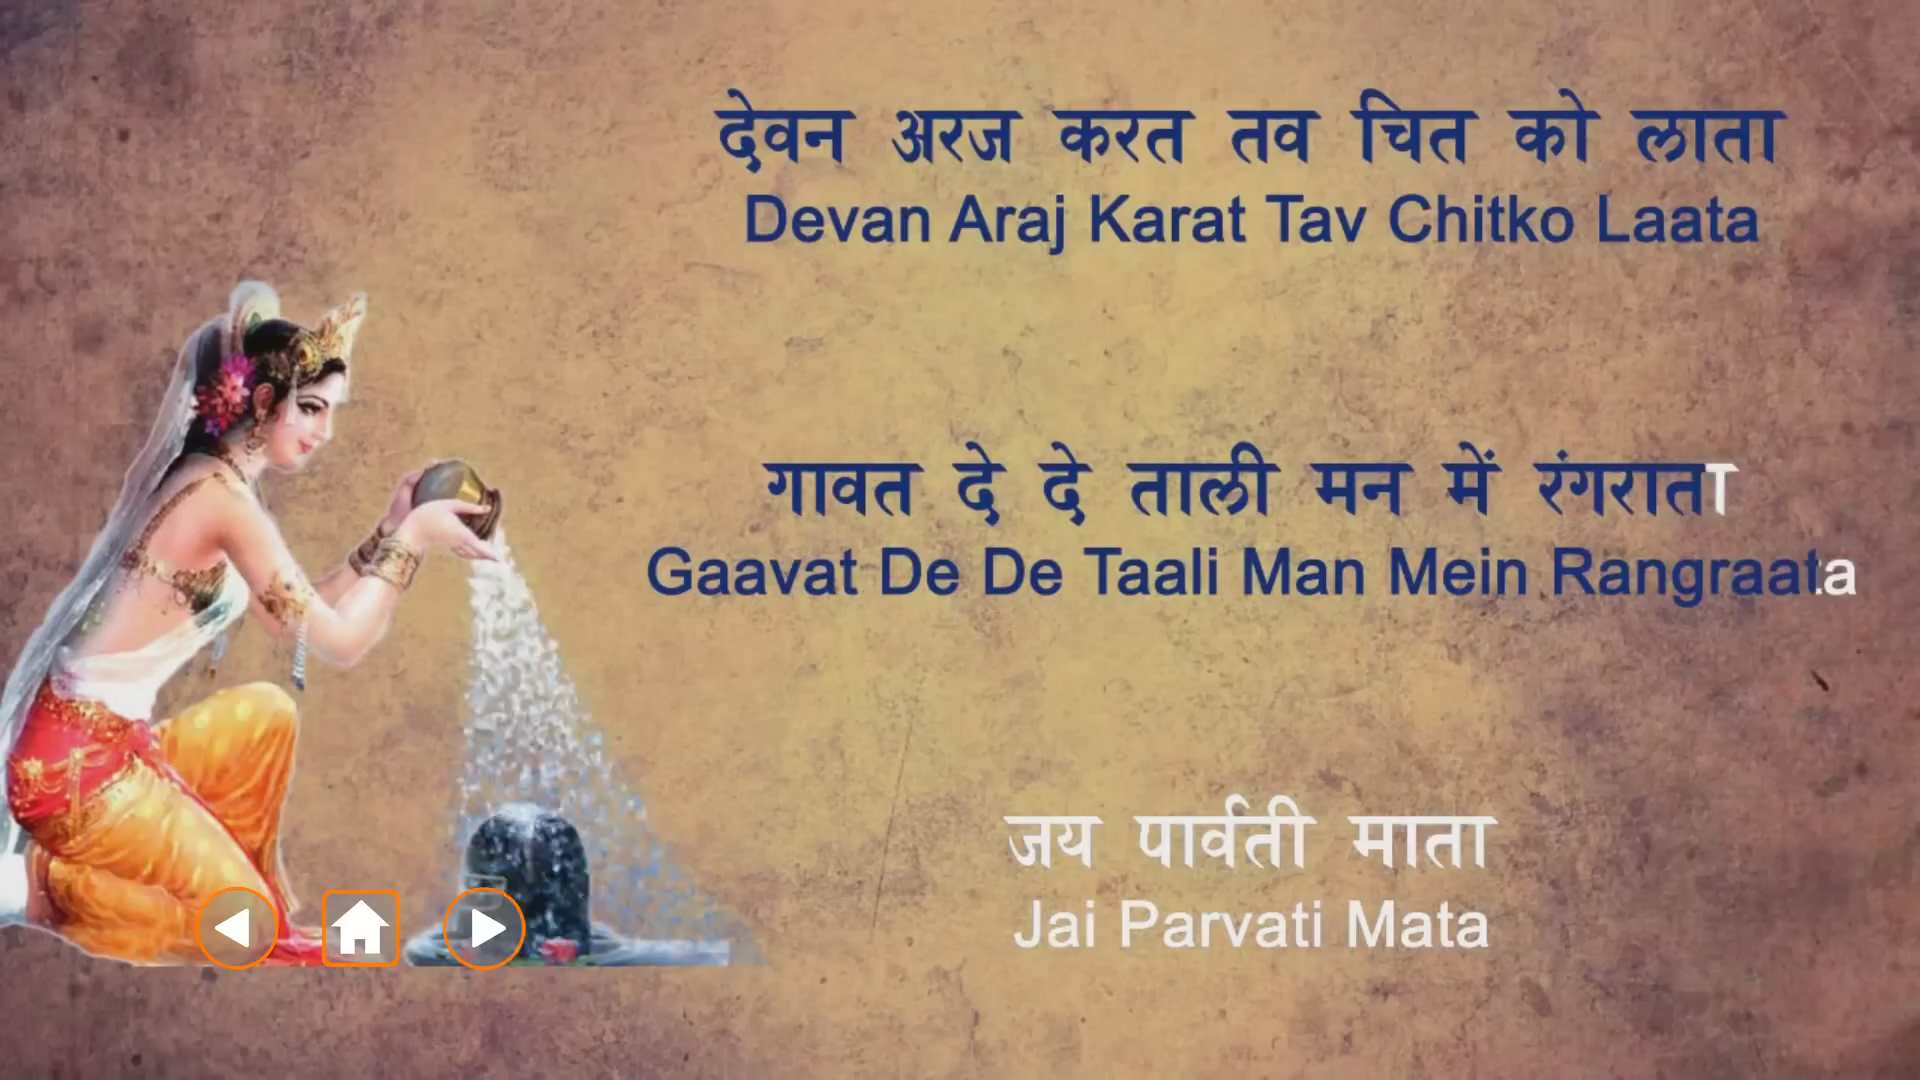 देवन अरज करत तव चित को लाता
Devan Araj Karat Tav Chitko Laata
गावत दे दे ताली मन में रंगराता
Gaavat De De Taali Man Mein Rangraata
जय पार्वती माता
Jai Parvati Mata